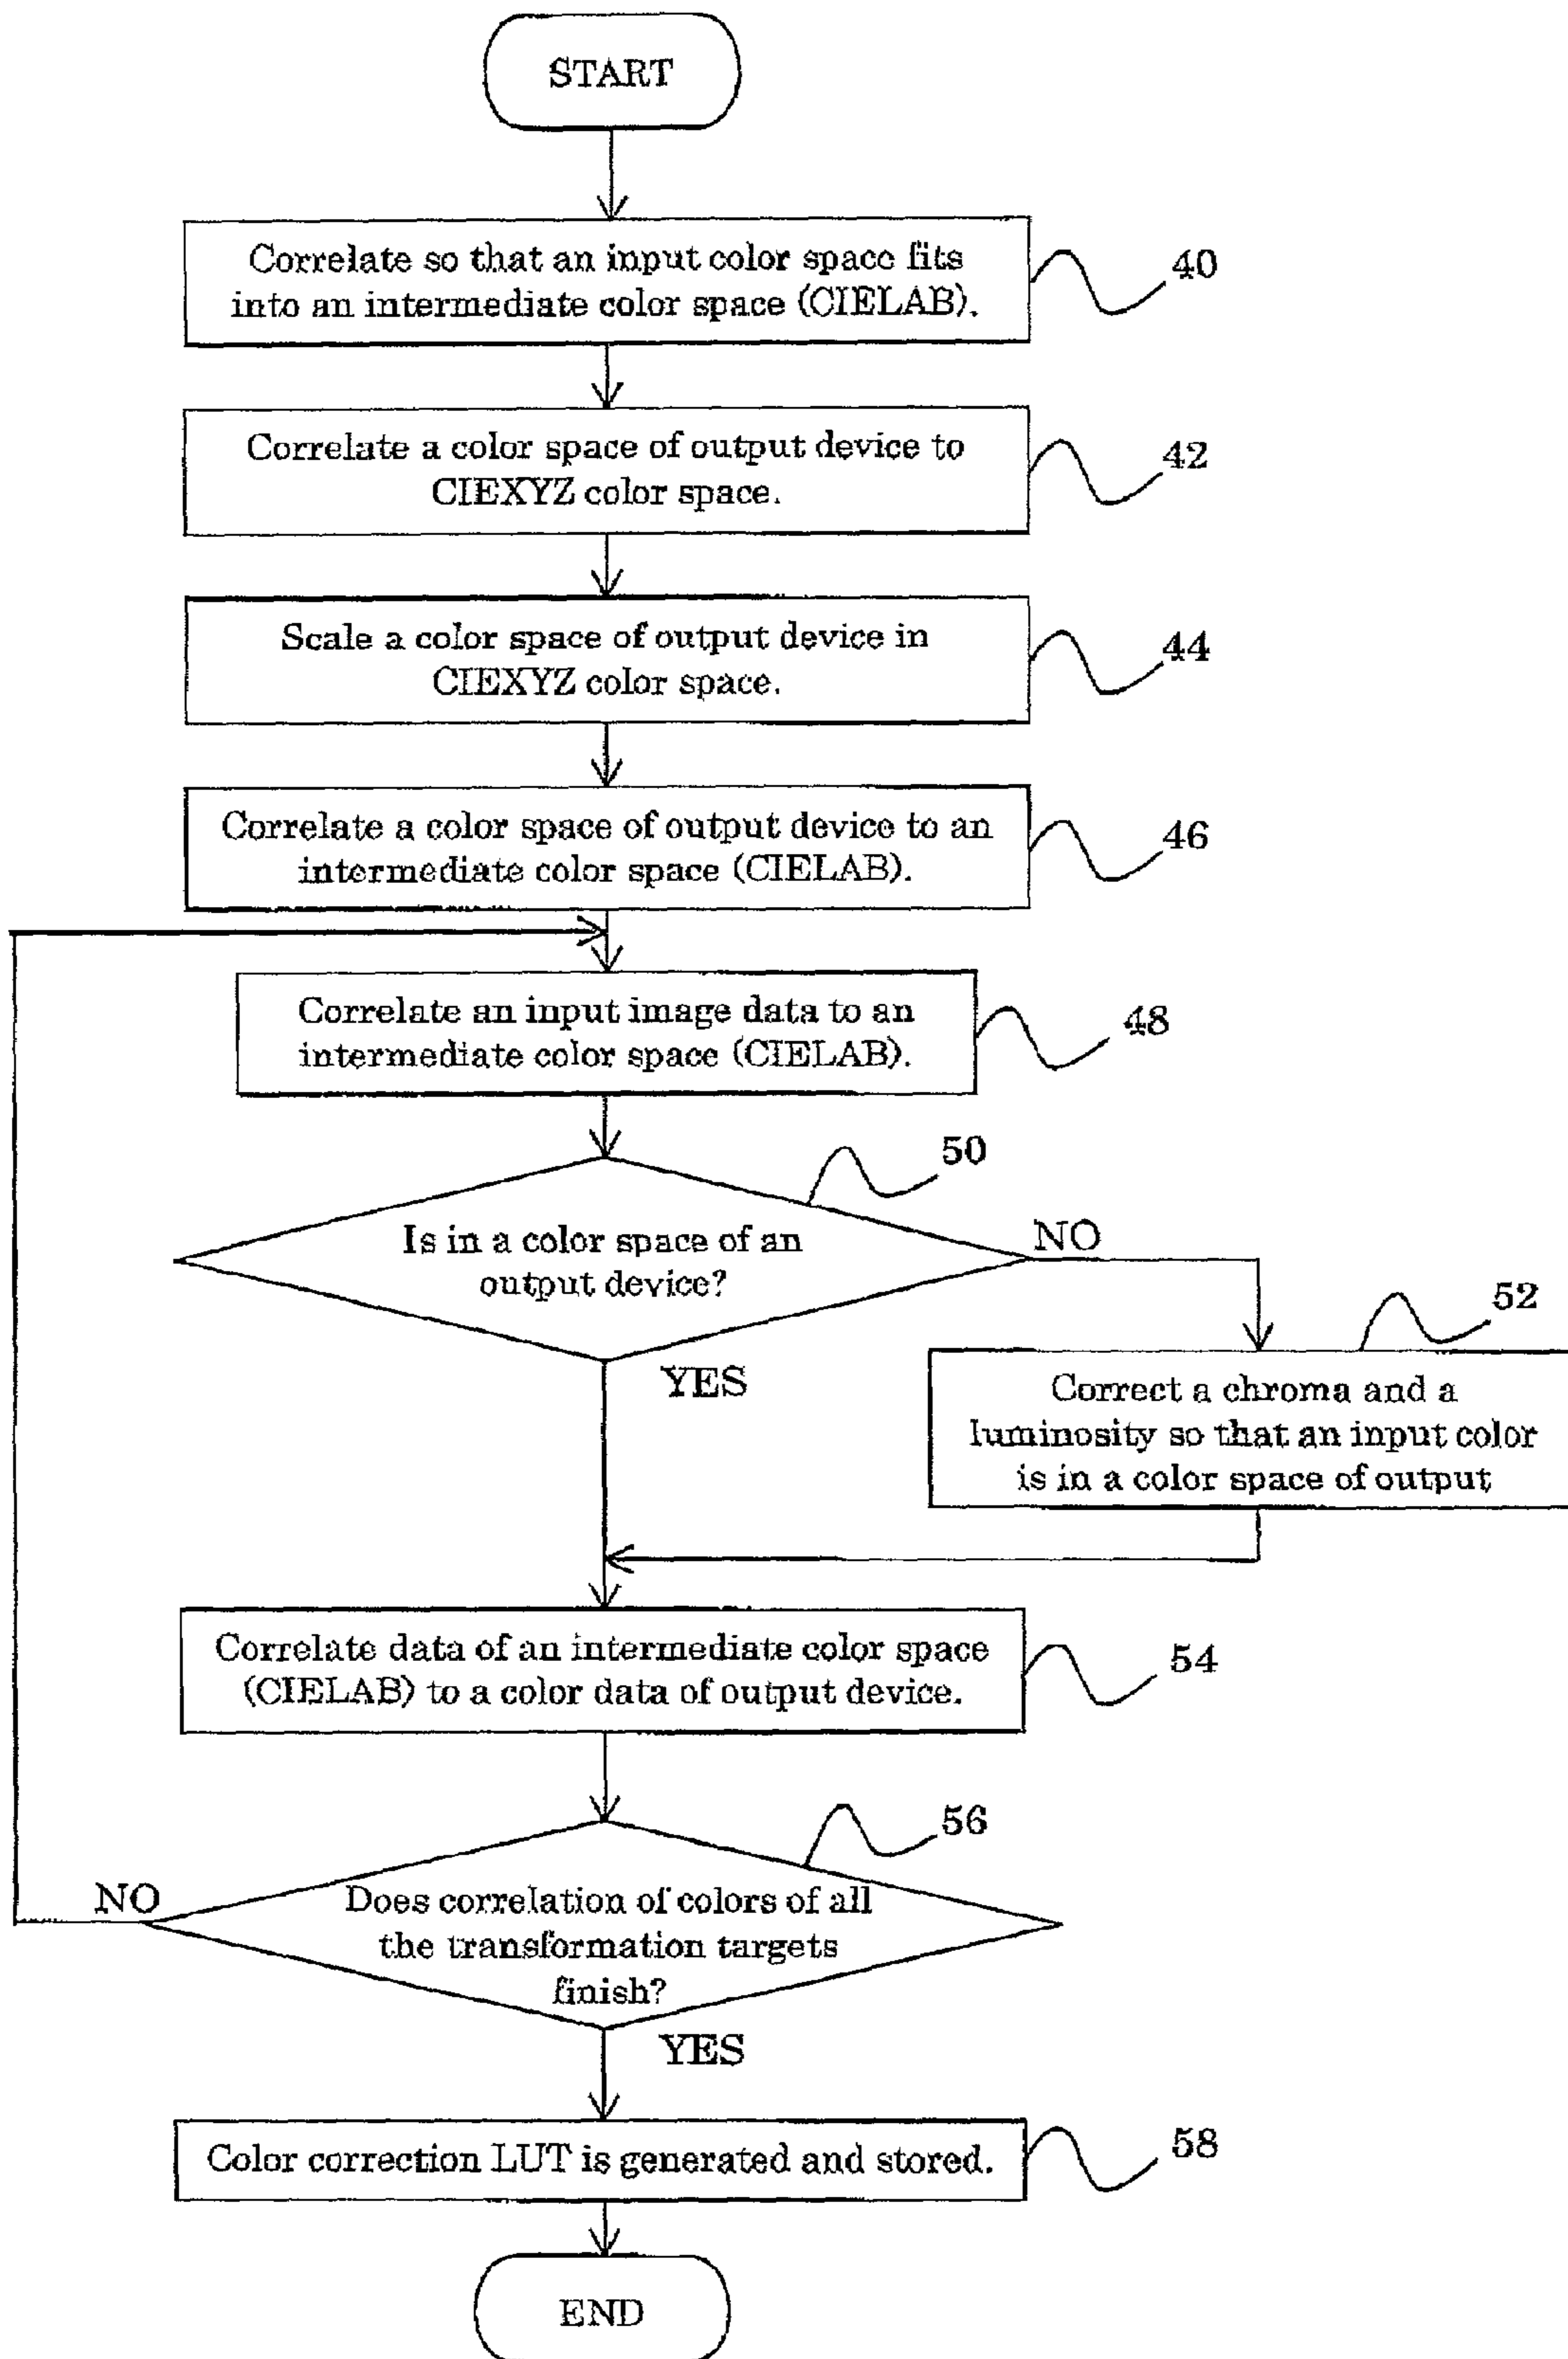 START
Correlate so that an input color space fits
into an intermediate color space (CIELAB).
40
Correlate a color space of output device to
CIEXYZ color space.
42
Scale a color space of output device in
CIEXYZ color space.
44
Correlate a color space of output device to an
intermediate color space (CIELAB).
46
Correlate an input image data to an
intermediate color space (CIELAB).
48
50
Is in a color space of an
output device?
NO
YES
52
Correct a chroma and a
luminosity so that an input color
is in a color space of output
Correlate data of an intermediate color space
(CIELAB) to a color data of output device.
54
56
NO
Does correlation of colors of all
the transformation targets
finish?
YES
Color correction LUT is generated and stored.
58
END